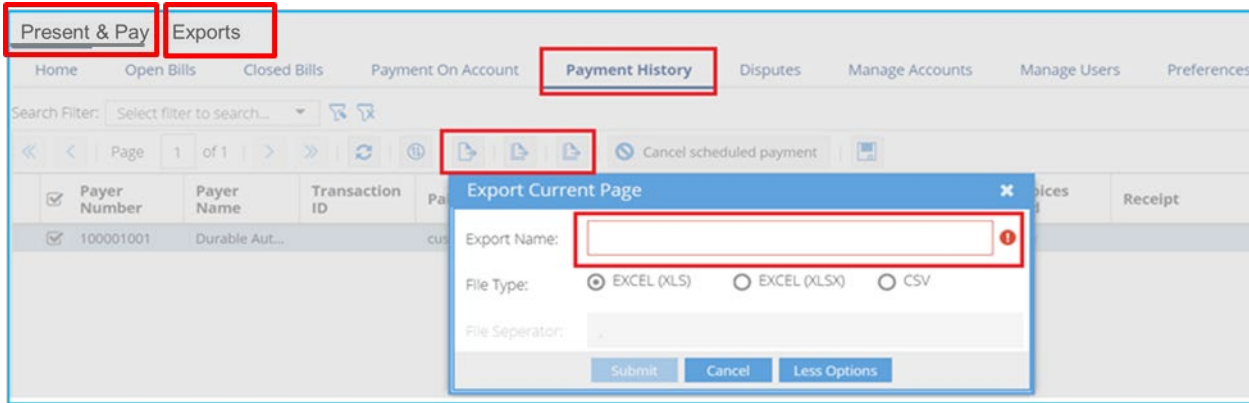 Present & Pay Exports
Home Open Bills Closed Bills Payment On Account Payment History Disputes Manage Accounts Manage Users Preferences
Search Filter: Select filter to search...
Page 1 of 1 Cancel scheduled payment
Payer Number Payer Name Transaction ID Pa oices Receipt
100001001 Durable Aut... cus
Export Current Page
Export Name:
File Type: EXCEL (XLS) EXCEL (XLSX) CSV
File Seperator: ,
Submit Cancel Less Options